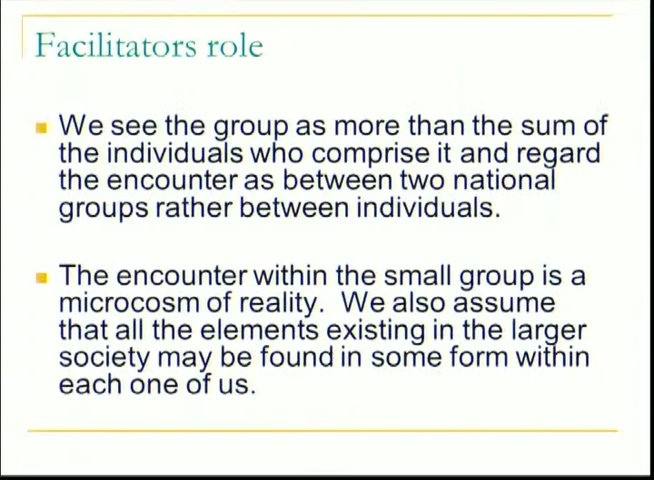 Facilitators role
We see the group as more than the sum of
the individuals who comprise it and regard
the encounter as between two national
groups rather between individuals.
The encounter within the small group is a
microcosm of reality. We also assume
that all the elements existing in the larger
society may be found in some form within
each one of us.